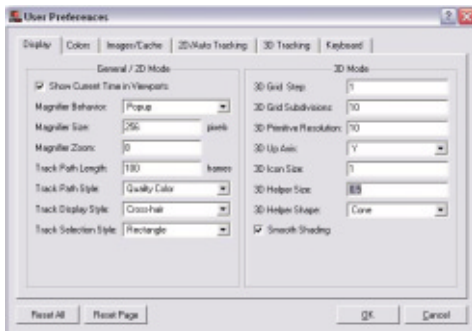 User Preferences
Display Colors Images/Cache 2D/Auto Tracking 3D Tracking Keyboard
General / 2D Mode
Show Current Time in Viewports
Magnifier Behavior: Popup
Magnifier Size: 256 pixels
Magnifier Zoom: 8
Track Path Length: 100 frames
Track Path Style: Quality Color
Track Display Style: Cross-hair
Track Selection Style: Rectangle
3D Mode
3D Grid Step: 1
3D Grid Subdivisions: 10
3D Primitive Resolution: 10
3D Up Axis: Y
3D Icon Size: 1
3D Helper Size:
3D Helper Shape: Cone
Smooth Shading
Reset All Reset Page OK Cancel